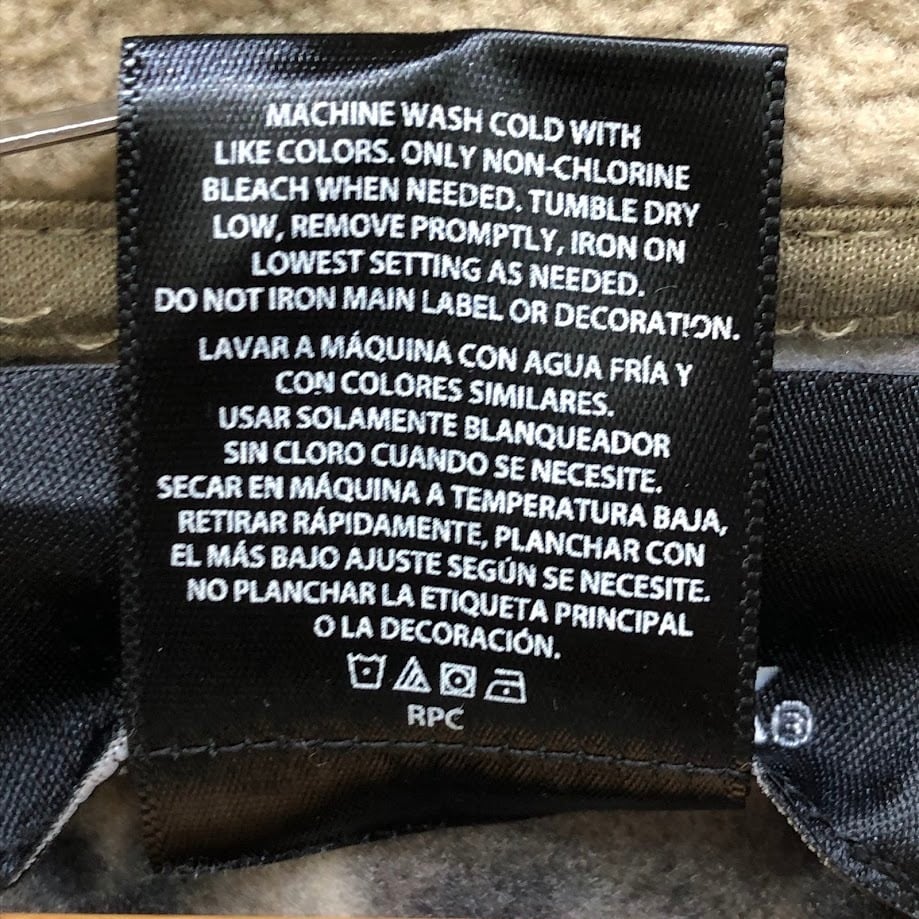 MACHINE WASH COLD WITH
LIKE COLORS. ONLY NON-CHLORINE
BLEACH WHEN NEEDED. TUMBLE DRY
LOW, REMOVE PROMPTLY, IRON ON
LOWEST SETTING AS NEEDED.
DO NOT IRON MAIN LABEL OR DECORATION.
LAVAR A MÁQUINA CON AGUA FRÍA Y
CON COLORES SIMILARES.
USAR SOLAMENTE BLANQUEADOR
SIN CLORO CUANDO SE NECESITE.
SECAR EN MÁQUINA A TEMPERATURA BAJA,
RETIRAR RÁPIDAMENTE, PLANCHAR CON
EL MÁS BAJO AJUSTE SEGÚN SE NECESITE.
NO PLANCHAR LA ETIQUETA PRINCIPAL
O LA DECORACIÓN.
RPC
®